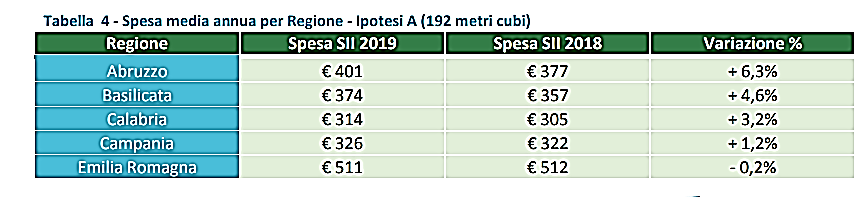 Tabella 4 - Spesa media annua per Regione - Ipotesi A (192 metri cubi)
Regione Spesa SII 2019 Spesa SII 2018 Variazione %
Abruzzo € 401 € 377 + 6,3%
Basilicata € 374 € 357 + 4,6%
Calabria € 314 € 305 + 3,2%
Campania € 326 € 322 + 1,2%
Emilia Romagna € 511 € 512 - 0,2%